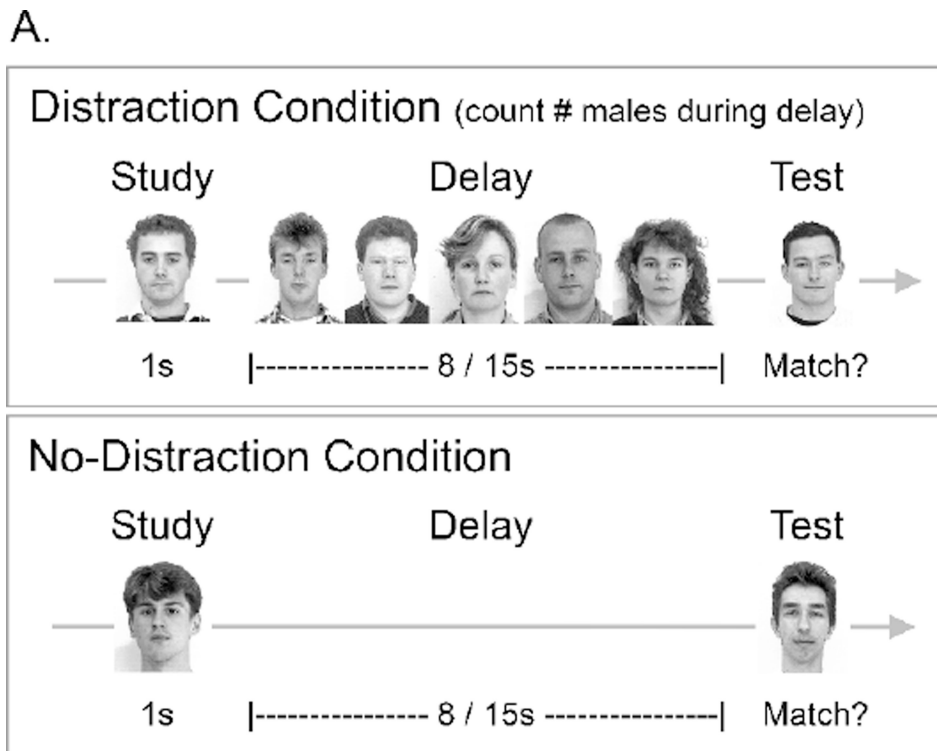 A.
Distraction Condition (count # males during delay)
Study Delay Test
1s |---------------- 8 / 15s ----------------| Match?
No-Distraction Condition
Study Delay Test
1s |---------------- 8 / 15s ----------------| Match?